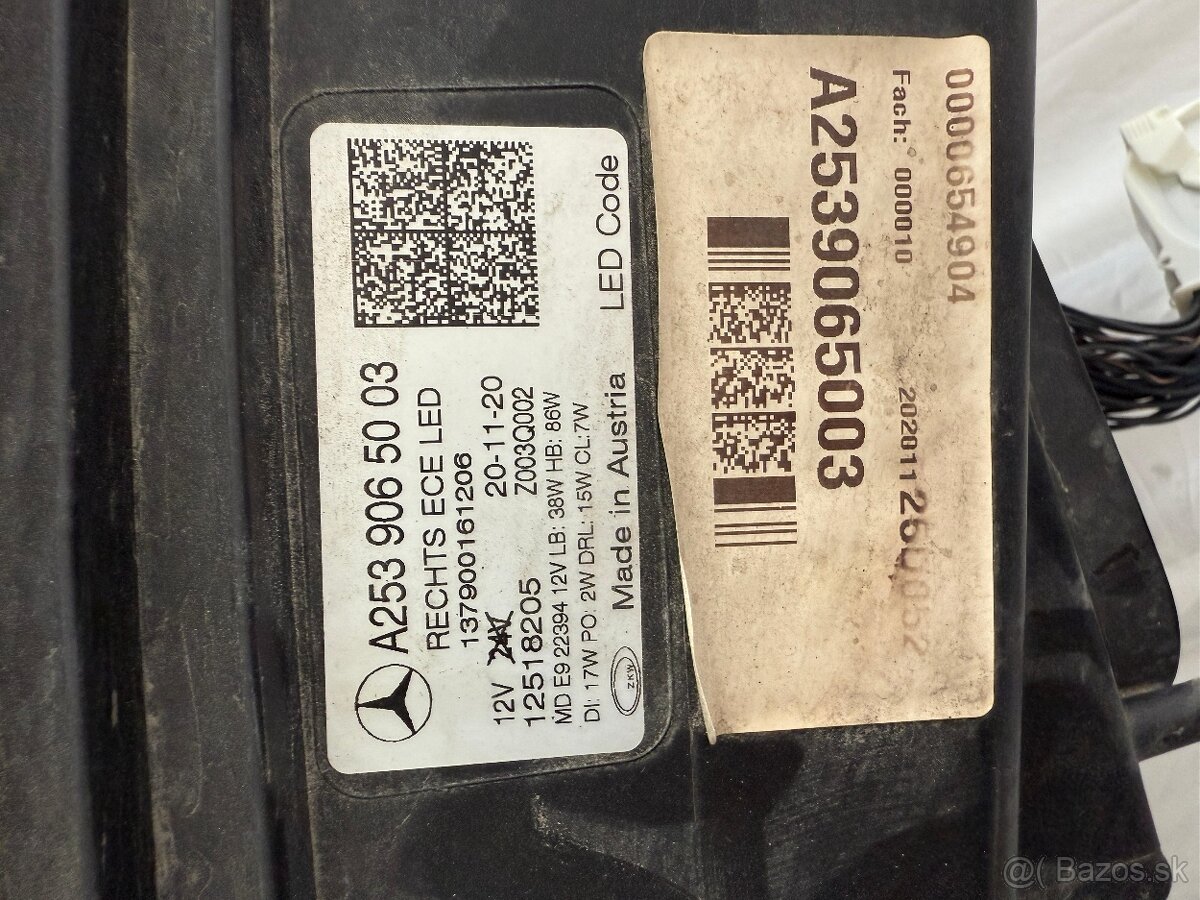 A253 906 50 03
RECHTS ECE LED
137900161206
12V 24V 20-11-20
12518205 Z003Q002
MD E9 22394 12V LB: 38W HB: 86W
DI: 17W PO: 2W DRL: 15W CL:7W
ZKW Made in Austria LED Code
A2539065003
Fach: 000010 202011
0000654904
@( Bazos.sk